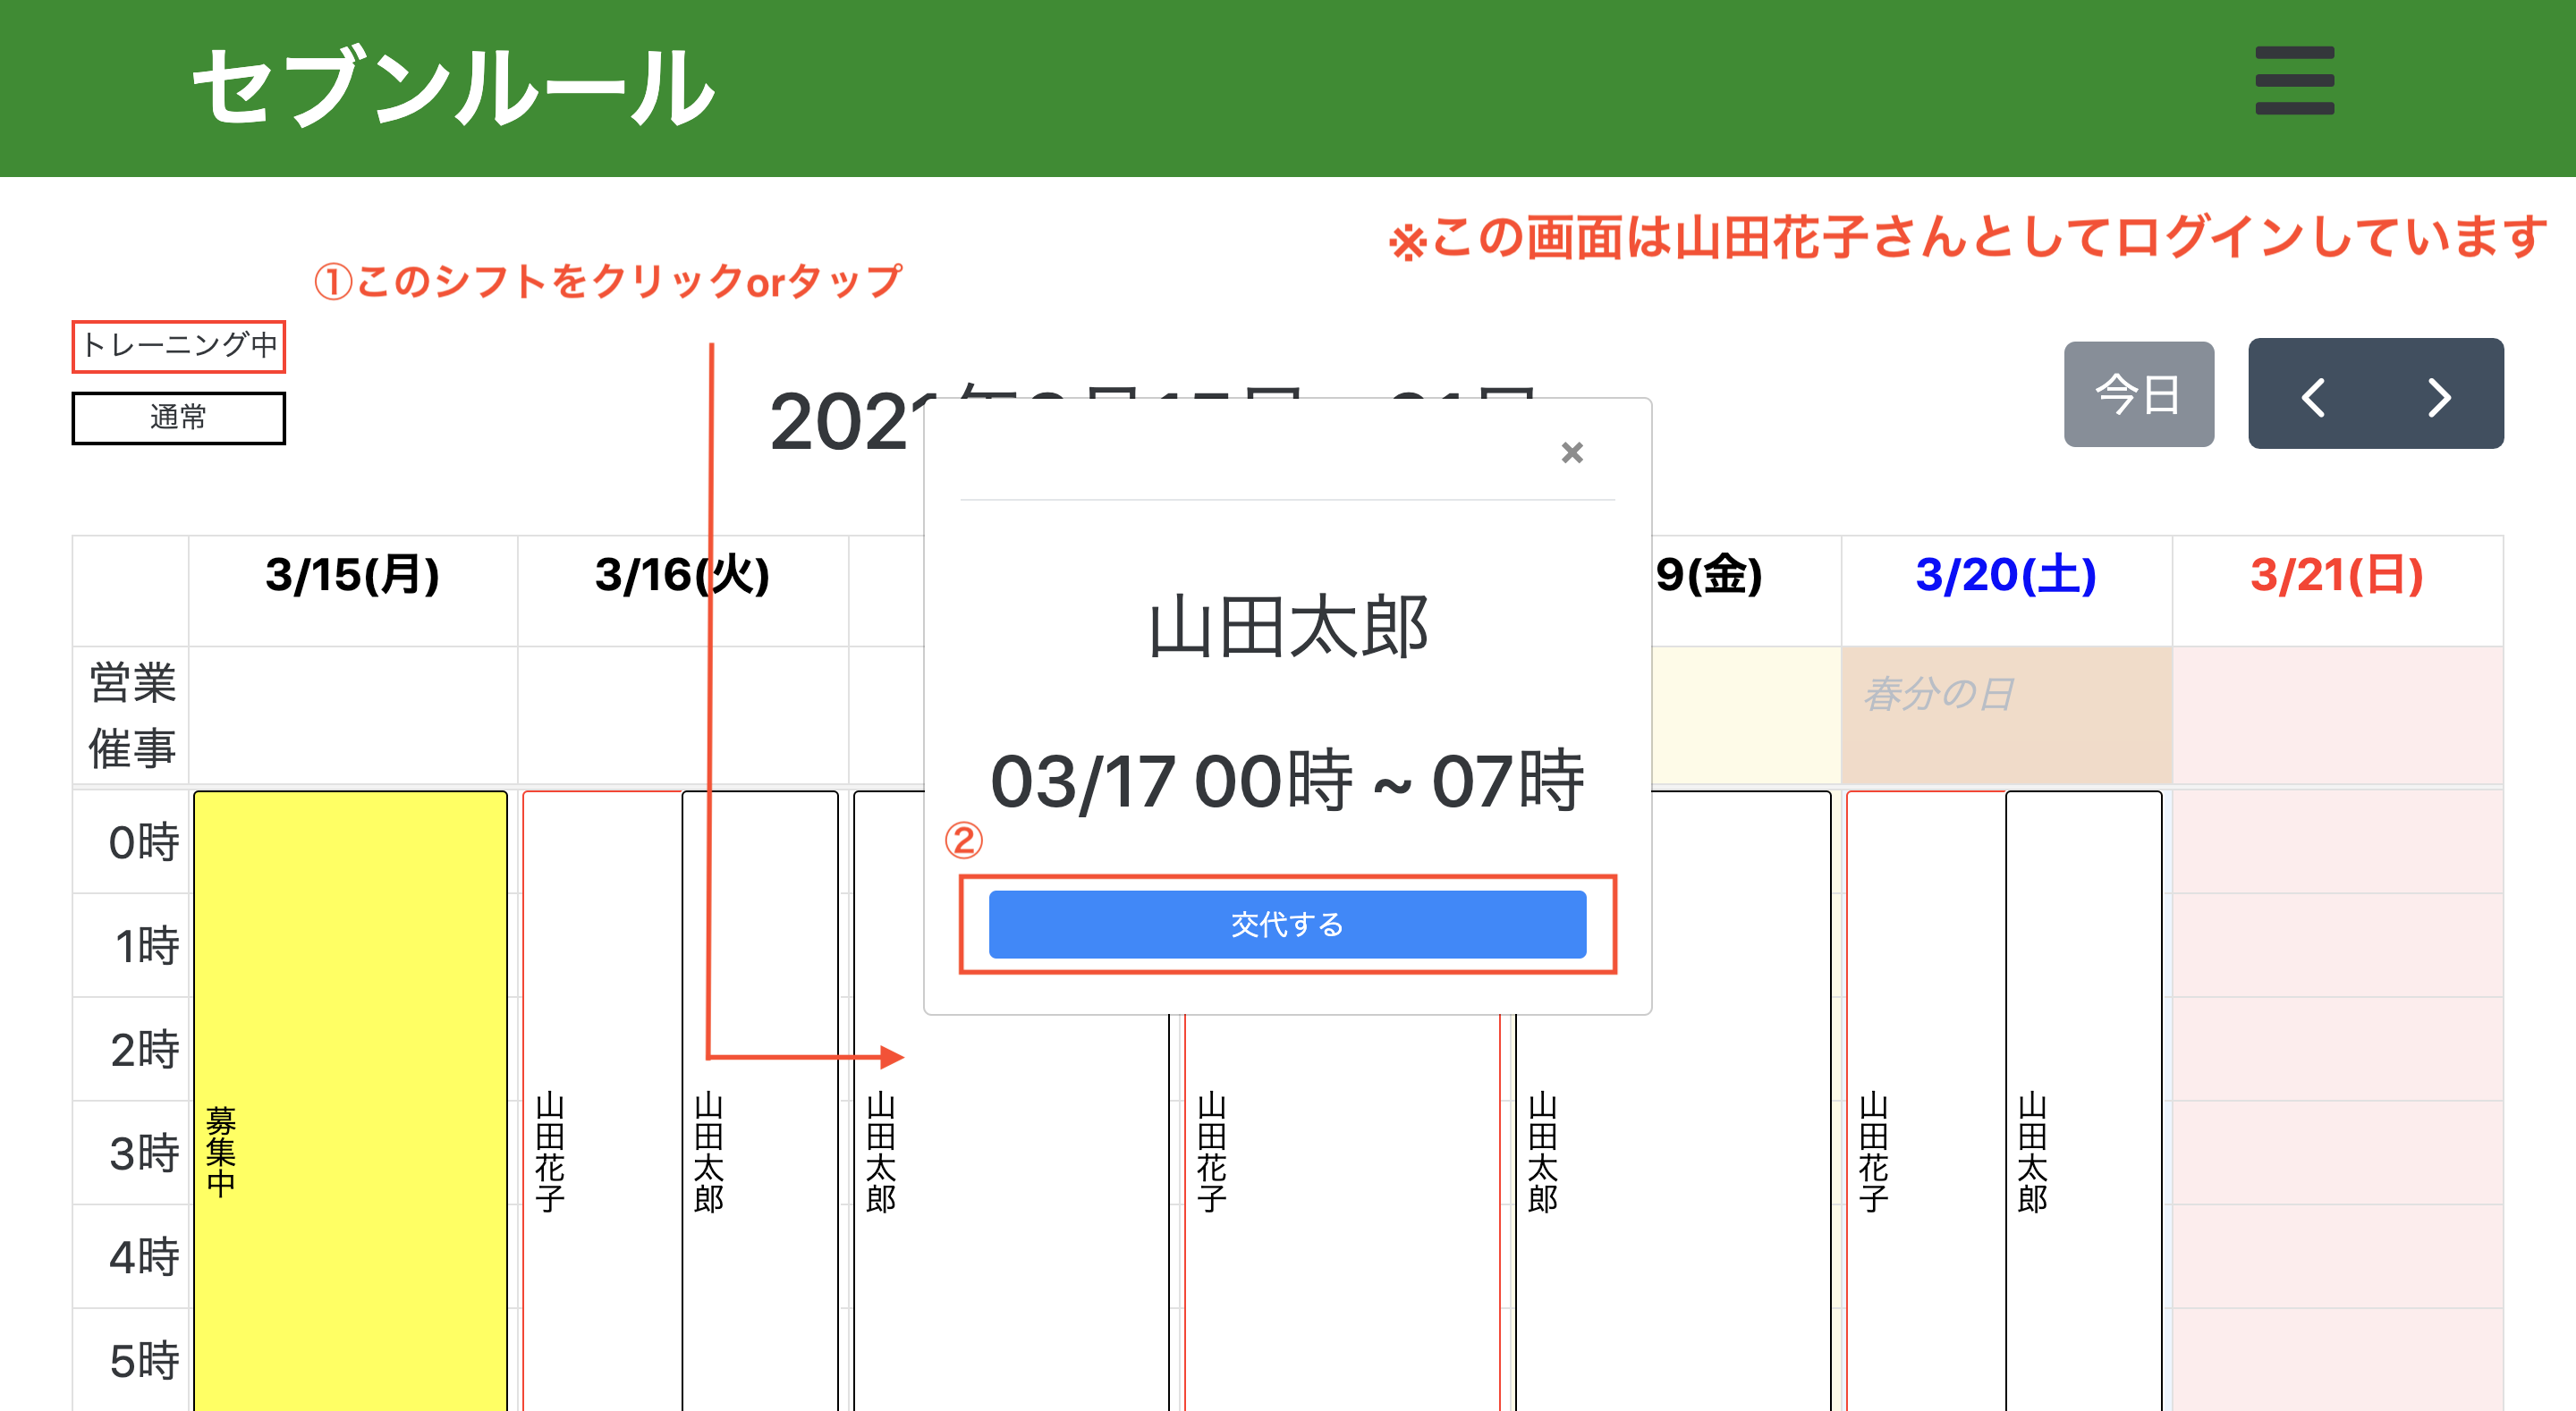 セブンルール
※この画面は山田花子さんとしてログインしています
①このシフトをクリックorタップ
トレーニング中
通常
2021
今日
×
山田太郎
03/17 00時 ~ 07時
②
交代する
3/15(月)
3/16(火)
9(金)
3/20(土)
3/21(日)
営業
催事
春分の日
0時
1時
2時
3時
4時
5時
募集中
山田花子
山田太郎
山田太郎
山田花子
山田太郎
山田花子
山田太郎